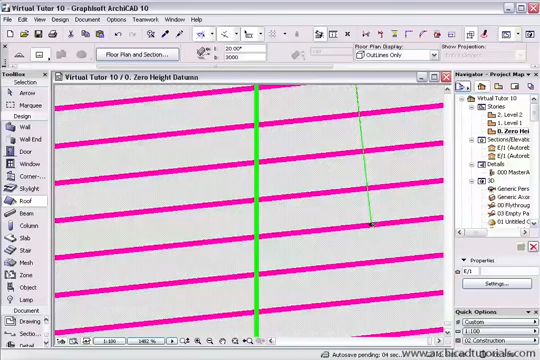 Virtual Tutor 10 - Graphisoft ArchiCAD 10
File Edit View Design Document Options Teamwork Window Help
Floor Plan and Section...
20.00°
b: 3000
Floor Plan Display:
Outlines Only
Show Projection:
ToolBox
Selection
Arrow
Marquee
Design
Wall
Wall End
Door
Window
Corner-...
Skylight
Roof
Beam
Column
Slab
Stair
Mesh
Zone
Object
Lamp
Document
Drawing
Section...
Detail
Virtual Tutor 10 / 0. Zero Height Datumn
1:100
1482 %
Navigator - Project Map
Virtual Tutor 10
Stories
2. Level 2
1. Level 1
0. Zero Hei
Sections/Elevatio
E/1 (Autoreb
E/1 (Autoreb
Details
000 MasterA
3D
Generic Pers
Generic Axon
00 Flythroug
03 Empty Pa
01 Untitled C
Properties
E/1
Settings...
Quick Options
Custom
1:100
02 Construction
Autosave pending: 04 sec.
www.archicadtutorials.com